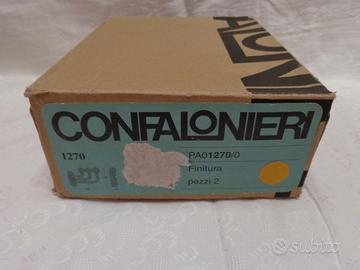 CONFALONIERI
1270
PA01270/0
Finitura
pezzi 2
subito